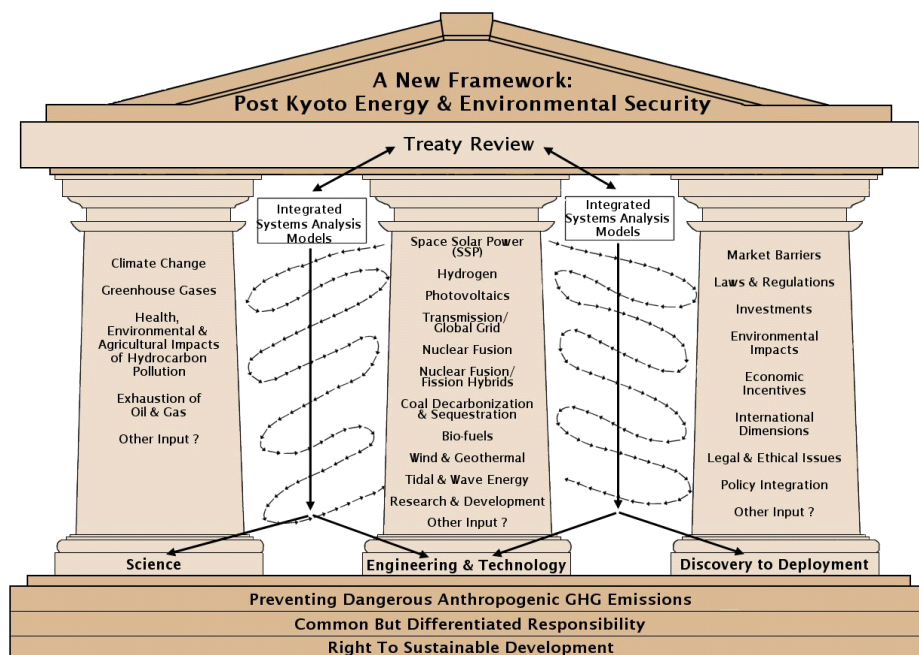 A New Framework:
Post Kyoto Energy & Environmental Security
Treaty Review
Integrated
Systems Analysis
Models
Integrated
Systems Analysis
Models
Climate Change
Greenhouse Gases
Health,
Environmental &
Agricultural Impacts
of Hydrocarbon
Pollution
Exhaustion of
Oil & Gas
Other Input ?
Science
Space Solar Power
(SSP)
Hydrogen
Photovoltaics
Transmission/
Global Grid
Nuclear Fusion
Nuclear Fusion/
Fission Hybrids
Coal Decarbonization
& Sequestration
Bio-fuels
Wind & Geothermal
Tidal & Wave Energy
Research & Development
Other Input ?
Engineering & Technology
Market Barriers
Laws & Regulations
Investments
Environmental
Impacts
Economic
Incentives
International
Dimensions
Legal & Ethical Issues
Policy Integration
Other Input ?
Discovery to Deployment
Preventing Dangerous Anthropogenic GHG Emissions
Common But Differentiated Responsibility
Right To Sustainable Development